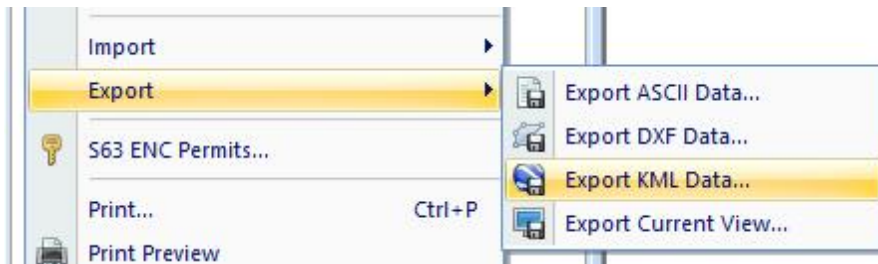 Import
Export
S63 ENC Permits...
Print... Ctrl+P
Print Preview
Export ASCII Data...
Export DXF Data...
Export KML Data...
Export Current View...